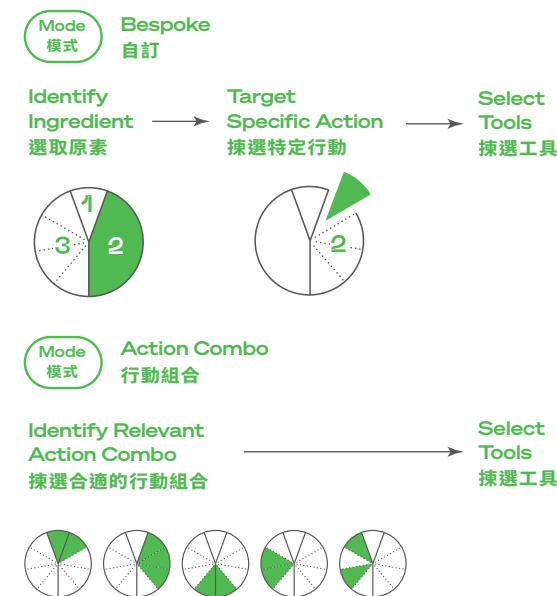 Mode
模式
Bespoke
自訂
Identify
Ingredient
選取原素
Target
Specific Action
揀選特定行動
Select
Tools
揀選工具
1
2
3
2
Mode
模式
Action Combo
行動組合
Identify Relevant
Action Combo
揀選合適的行動組合
Select
Tools
揀選工具